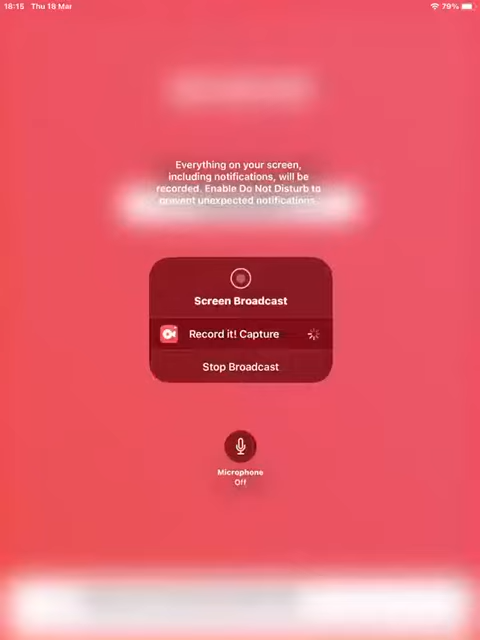 18:15 Thu 18 Mar
79%
Everything on your screen,
including notifications, will be
recorded. Enable Do Not Disturb to
prevent unexpected notifications.
Screen Broadcast
Record it! Capture
Stop Broadcast
Microphone
Off